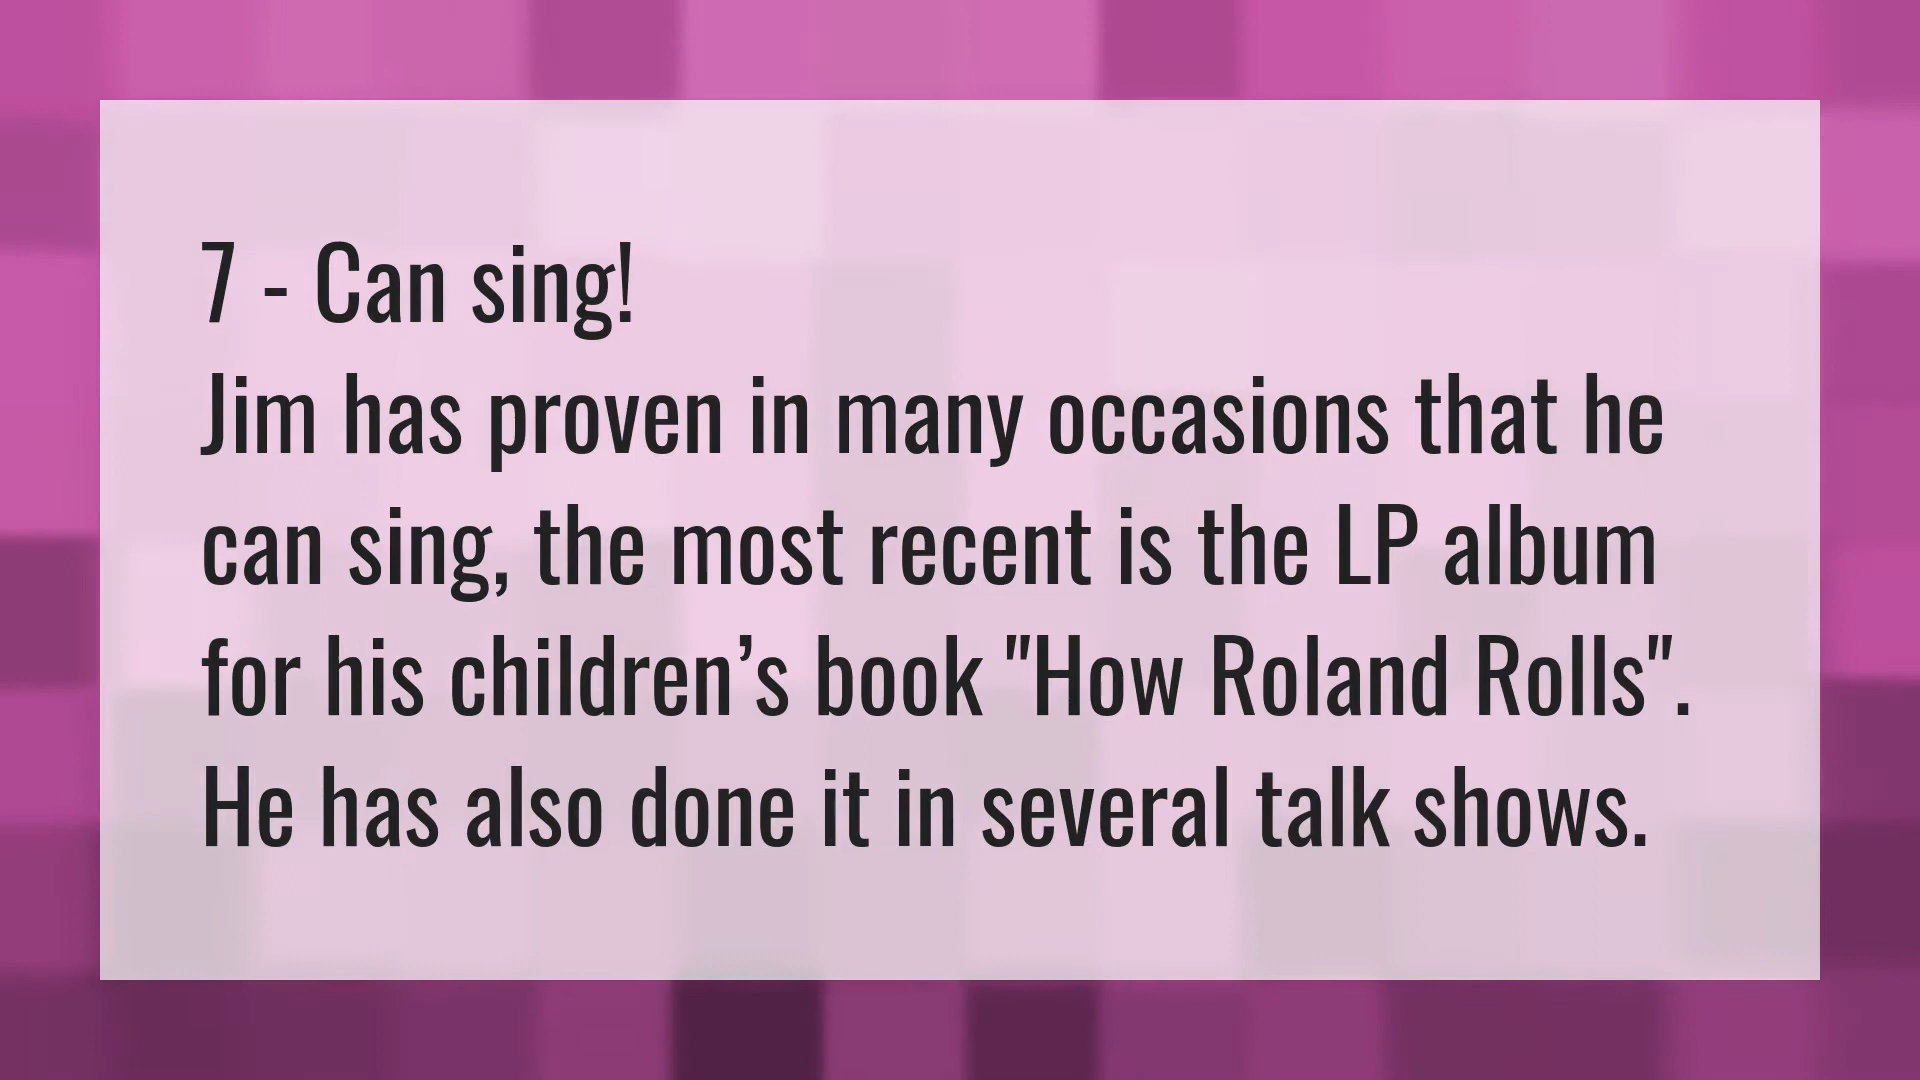 7 - Can sing!
Jim has proven in many occasions that he
can sing, the most recent is the LP album
for his children’s book "How Roland Rolls".
He has also done it in several talk shows.